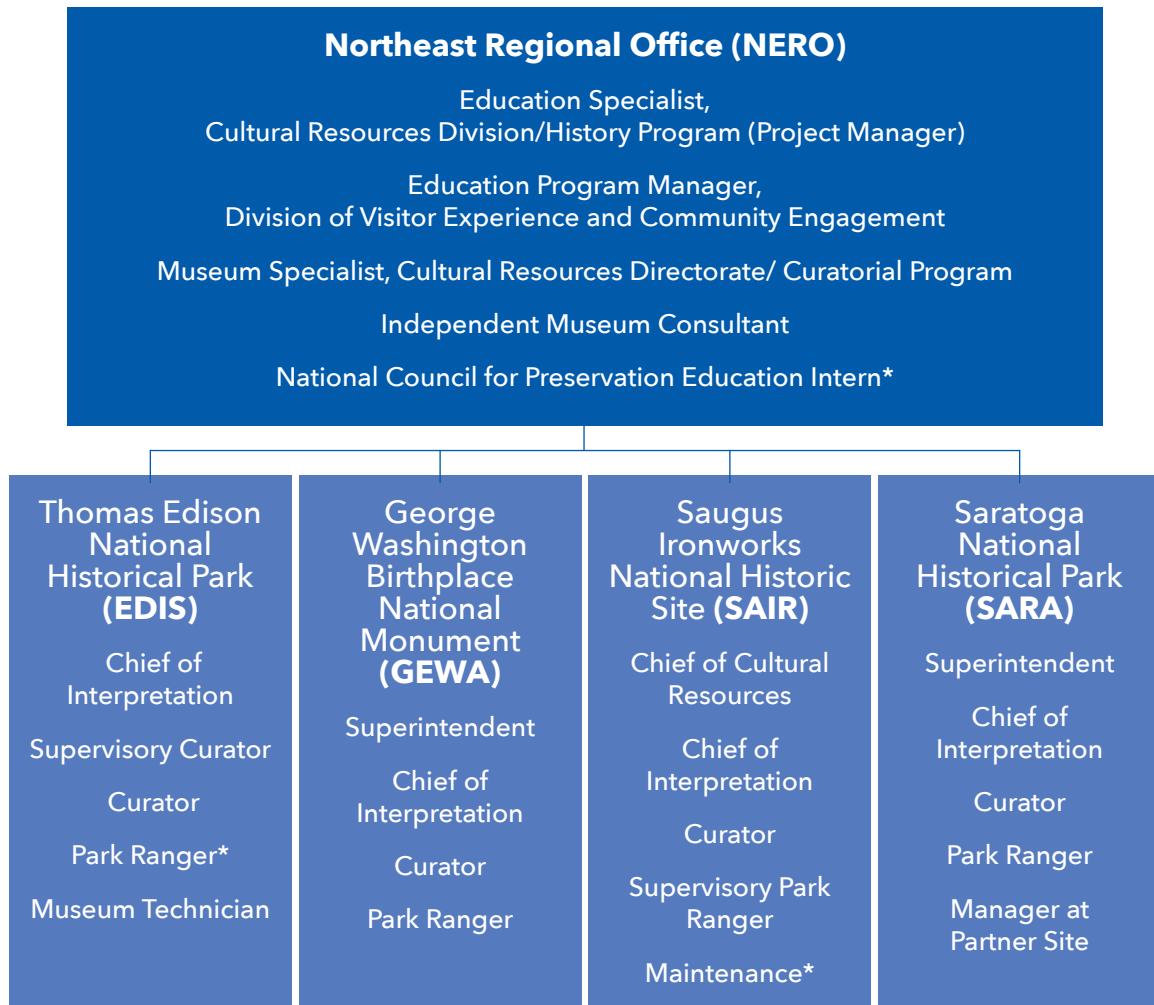 Northeast Regional Office (NERO)
Education Specialist,
Cultural Resources Division/History Program (Project Manager)
Education Program Manager,
Division of Visitor Experience and Community Engagement
Museum Specialist, Cultural Resources Directorate/ Curatorial Program
Independent Museum Consultant
National Council for Preservation Education Intern*
Thomas Edison
National
Historical Park
(EDIS)
Chief of
Interpretation
Supervisory Curator
Curator
Park Ranger*
Museum Technician
George
Washington
Birthplace
National
Monument
(GEWA)
Superintendent
Chief of
Interpretation
Curator
Park Ranger
Saugus
Ironworks
National Historic
Site (SAIR)
Chief of Cultural
Resources
Chief of
Interpretation
Curator
Supervisory Park
Ranger
Maintenance*
Saratoga
National
Historical Park
(SARA)
Superintendent
Chief of
Interpretation
Curator
Park Ranger
Manager at
Partner Site